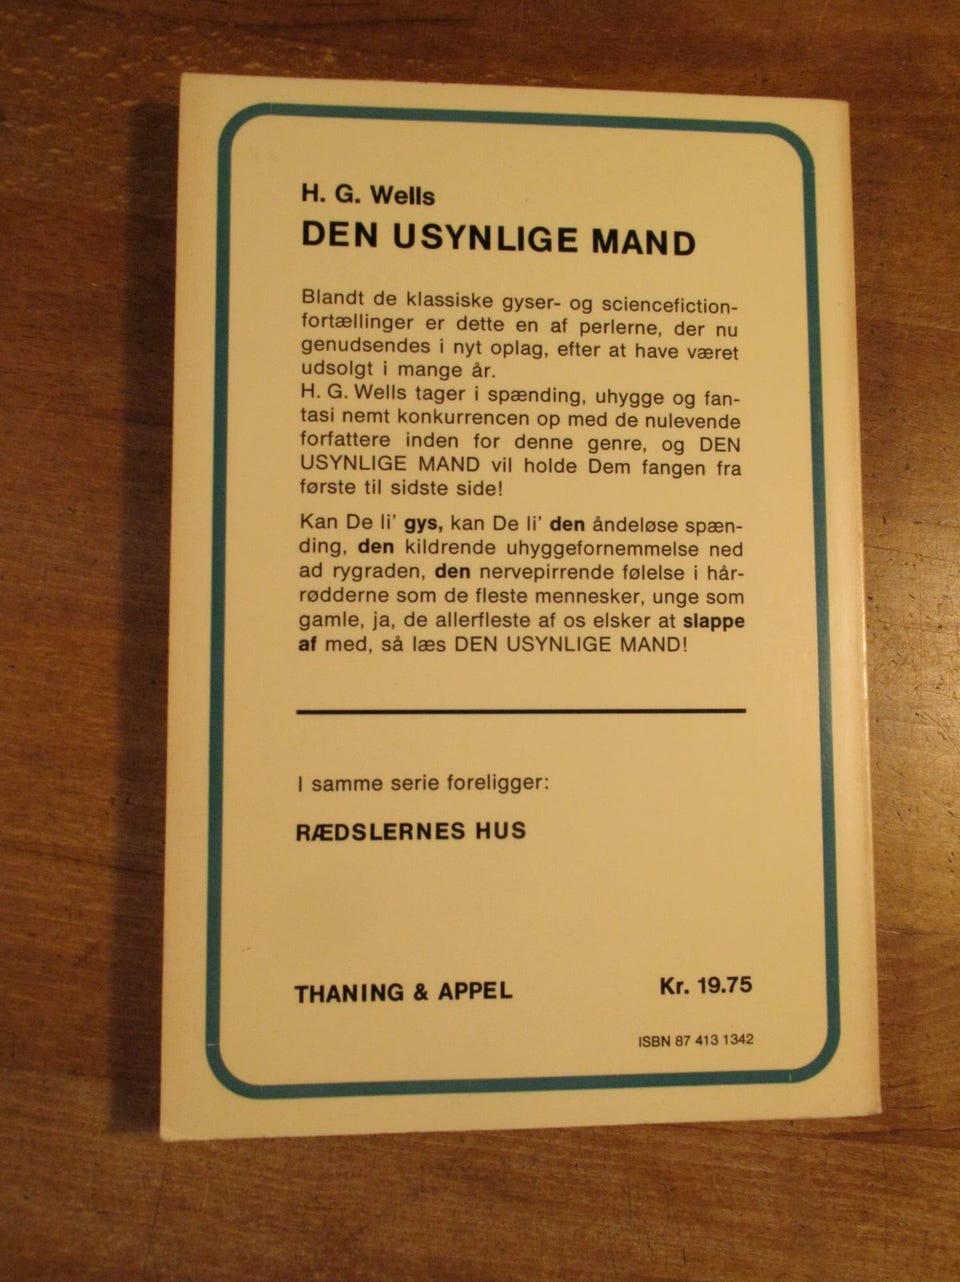 H. G. Wells
DEN USYNLIGE MAND
Blandt de klassiske gyser- og sciencefiction-
fortællinger er dette en af perlerne, der nu
genudsendes i nyt oplag, efter at have været
udsolgt i mange år.
H. G. Wells tager i spænding, uhygge og fan-
tasi nemt konkurrencen op med de nulevende
forfattere inden for denne genre, og DEN
USYNLIGE MAND vil holde Dem fangen fra
første til sidste side!
Kan De li' gys, kan De li' den åndeløse spæn-
ding, den kildrende uhyggefornemmelse ned
ad rygraden, den nervepirrende følelse i hår-
rødderne som de fleste mennesker, unge som
gamle, ja, de allerfleste af os elsker at slappe
af med, så læs DEN USYNLIGE MAND!
I samme serie foreligger:
RÆDSLERNES HUS
THANING & APPEL Kr. 19.75
ISBN 87 413 1342